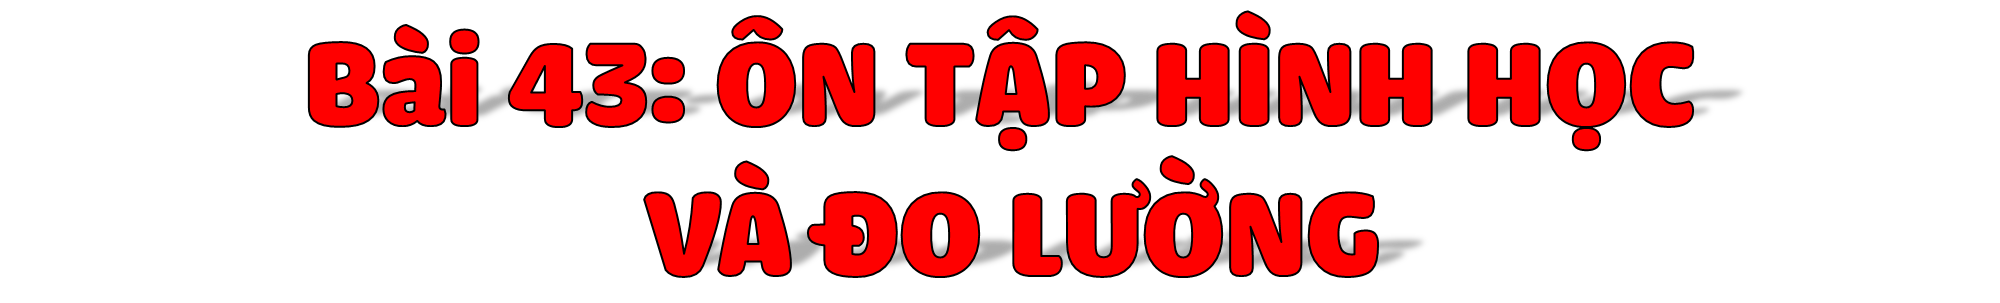 Bài 43: ÔN TẬP HÌNH HỌC
VÀ ĐO LƯỜNG